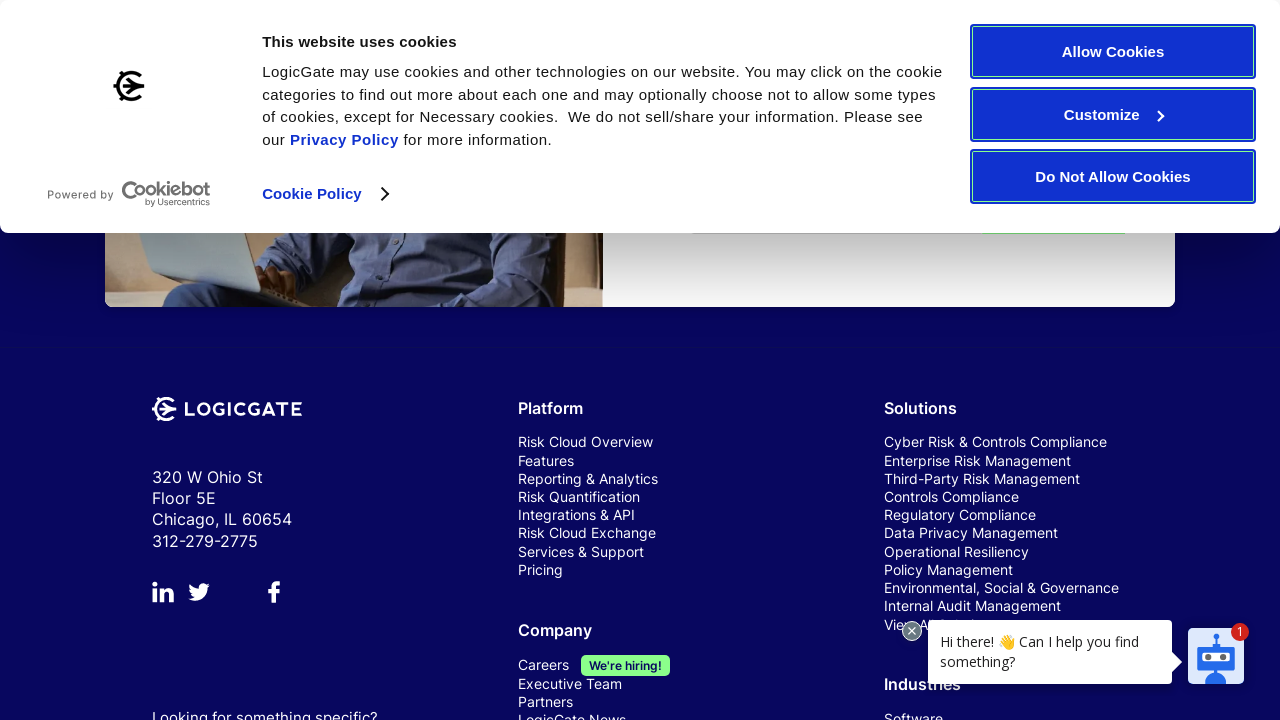 This website uses cookies
LogicGate may use cookies and other technologies on our website. You may click on the cookie
categories to find out more about each one and may optionally choose not to allow some types
of cookies, except for Necessary cookies.  We do not sell/share your information. Please see
our Privacy Policy for more information.
Powered by Cookiebot
by Usercentrics
Cookie Policy
Allow Cookies
Customize
Do Not Allow Cookies
LOGICGATE
320 W Ohio St
Floor 5E
Chicago, IL 60654
312-279-2775
Looking for something specific?
Platform
Risk Cloud Overview
Features
Reporting & Analytics
Risk Quantification
Integrations & API
Risk Cloud Exchange
Services & Support
Pricing
Company
Careers We're hiring!
Executive Team
Partners
LogicGate News
Solutions
Cyber Risk & Controls Compliance
Enterprise Risk Management
Third-Party Risk Management
Controls Compliance
Regulatory Compliance
Data Privacy Management
Operational Resiliency
Policy Management
Environmental, Social & Governance
Internal Audit Management
Industries
Software
Hi there! 👋 Can I help you find
something?
1